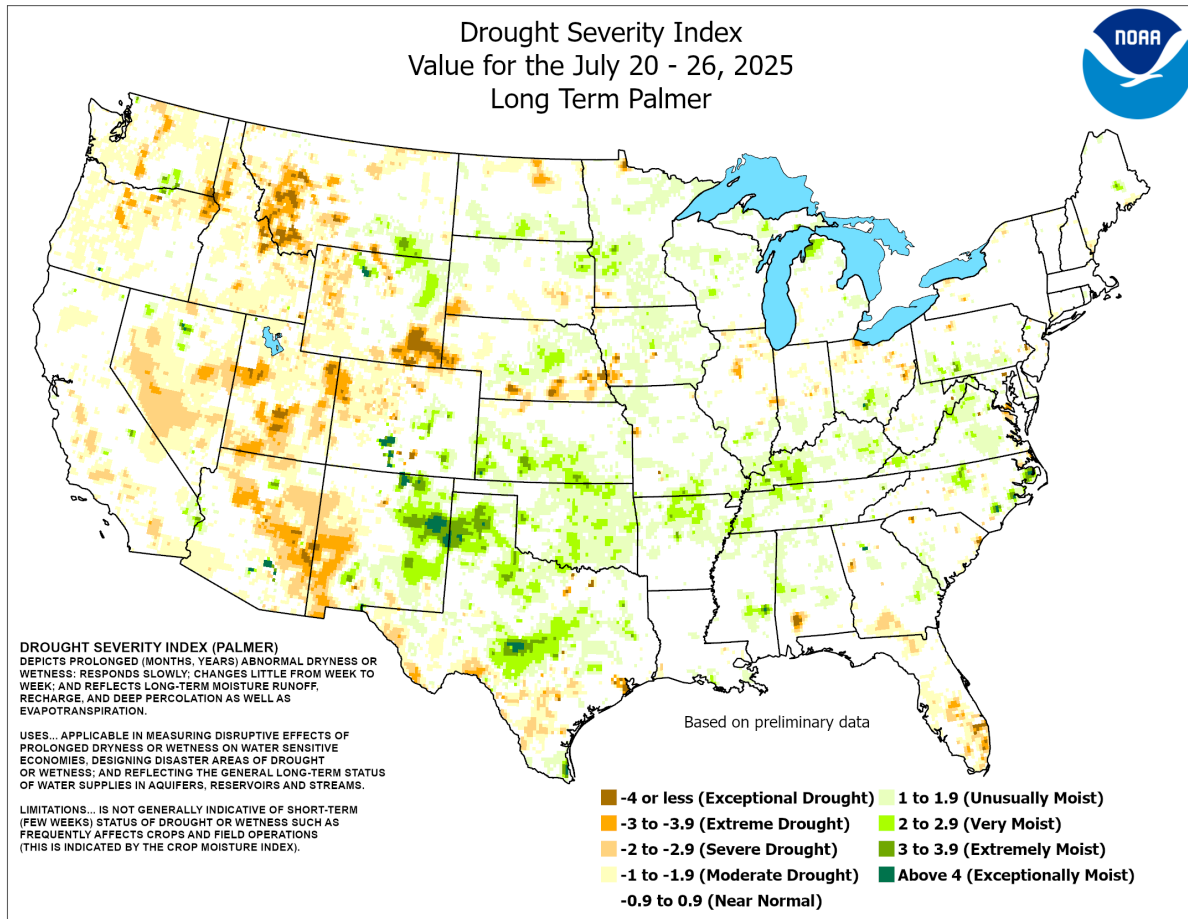 Drought Severity Index
Value for the July 20 - 26, 2025
Long Term Palmer
NOAA
DROUGHT SEVERITY INDEX (PALMER)
DEPICTS PROLONGED (MONTHS, YEARS) ABNORMAL DRYNESS OR
WETNESS: RESPONDS SLOWLY; CHANGES LITTLE FROM WEEK TO
WEEK; AND REFLECTS LONG-TERM MOISTURE RUNOFF,
RECHARGE, AND DEEP PERCOLATION AS WELL AS
EVAPOTRANSPIRATION.
USES... APPLICABLE IN MEASURING DISRUPTIVE EFFECTS OF
PROLONGED DRYNESS OR WETNESS ON WATER SENSITIVE
ECONOMIES, DESIGNING DISASTER AREAS OF DROUGHT
OR WETNESS; AND REFLECTING THE GENERAL LONG-TERM STATUS
OF WATER SUPPLIES IN AQUIFERS, RESERVOIRS AND STREAMS.
LIMITATIONS... IS NOT GENERALLY INDICATIVE OF SHORT-TERM
(FEW WEEKS) STATUS OF DROUGHT OR WETNESS SUCH AS
FREQUENTLY AFFECTS CROPS AND FIELD OPERATIONS
(THIS IS INDICATED BY THE CROP MOISTURE INDEX).
Based on preliminary data
-4 or less (Exceptional Drought)
-3 to -3.9 (Extreme Drought)
-2 to -2.9 (Severe Drought)
-1 to -1.9 (Moderate Drought)
-0.9 to 0.9 (Near Normal)
1 to 1.9 (Unusually Moist)
2 to 2.9 (Very Moist)
3 to 3.9 (Extremely Moist)
Above 4 (Exceptionally Moist)